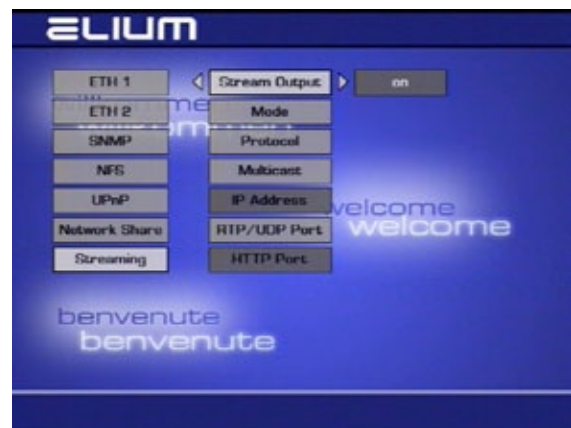 ELIUM
ETH 1
Stream Output
on
ETH 2
Mode
SNMP
Protocol
NFS
Multicast
UPnP
IP Address
Network Share
RTP/UDP Port
Streaming
HTTP Port
welcome
welcome
benvenute
benvenute